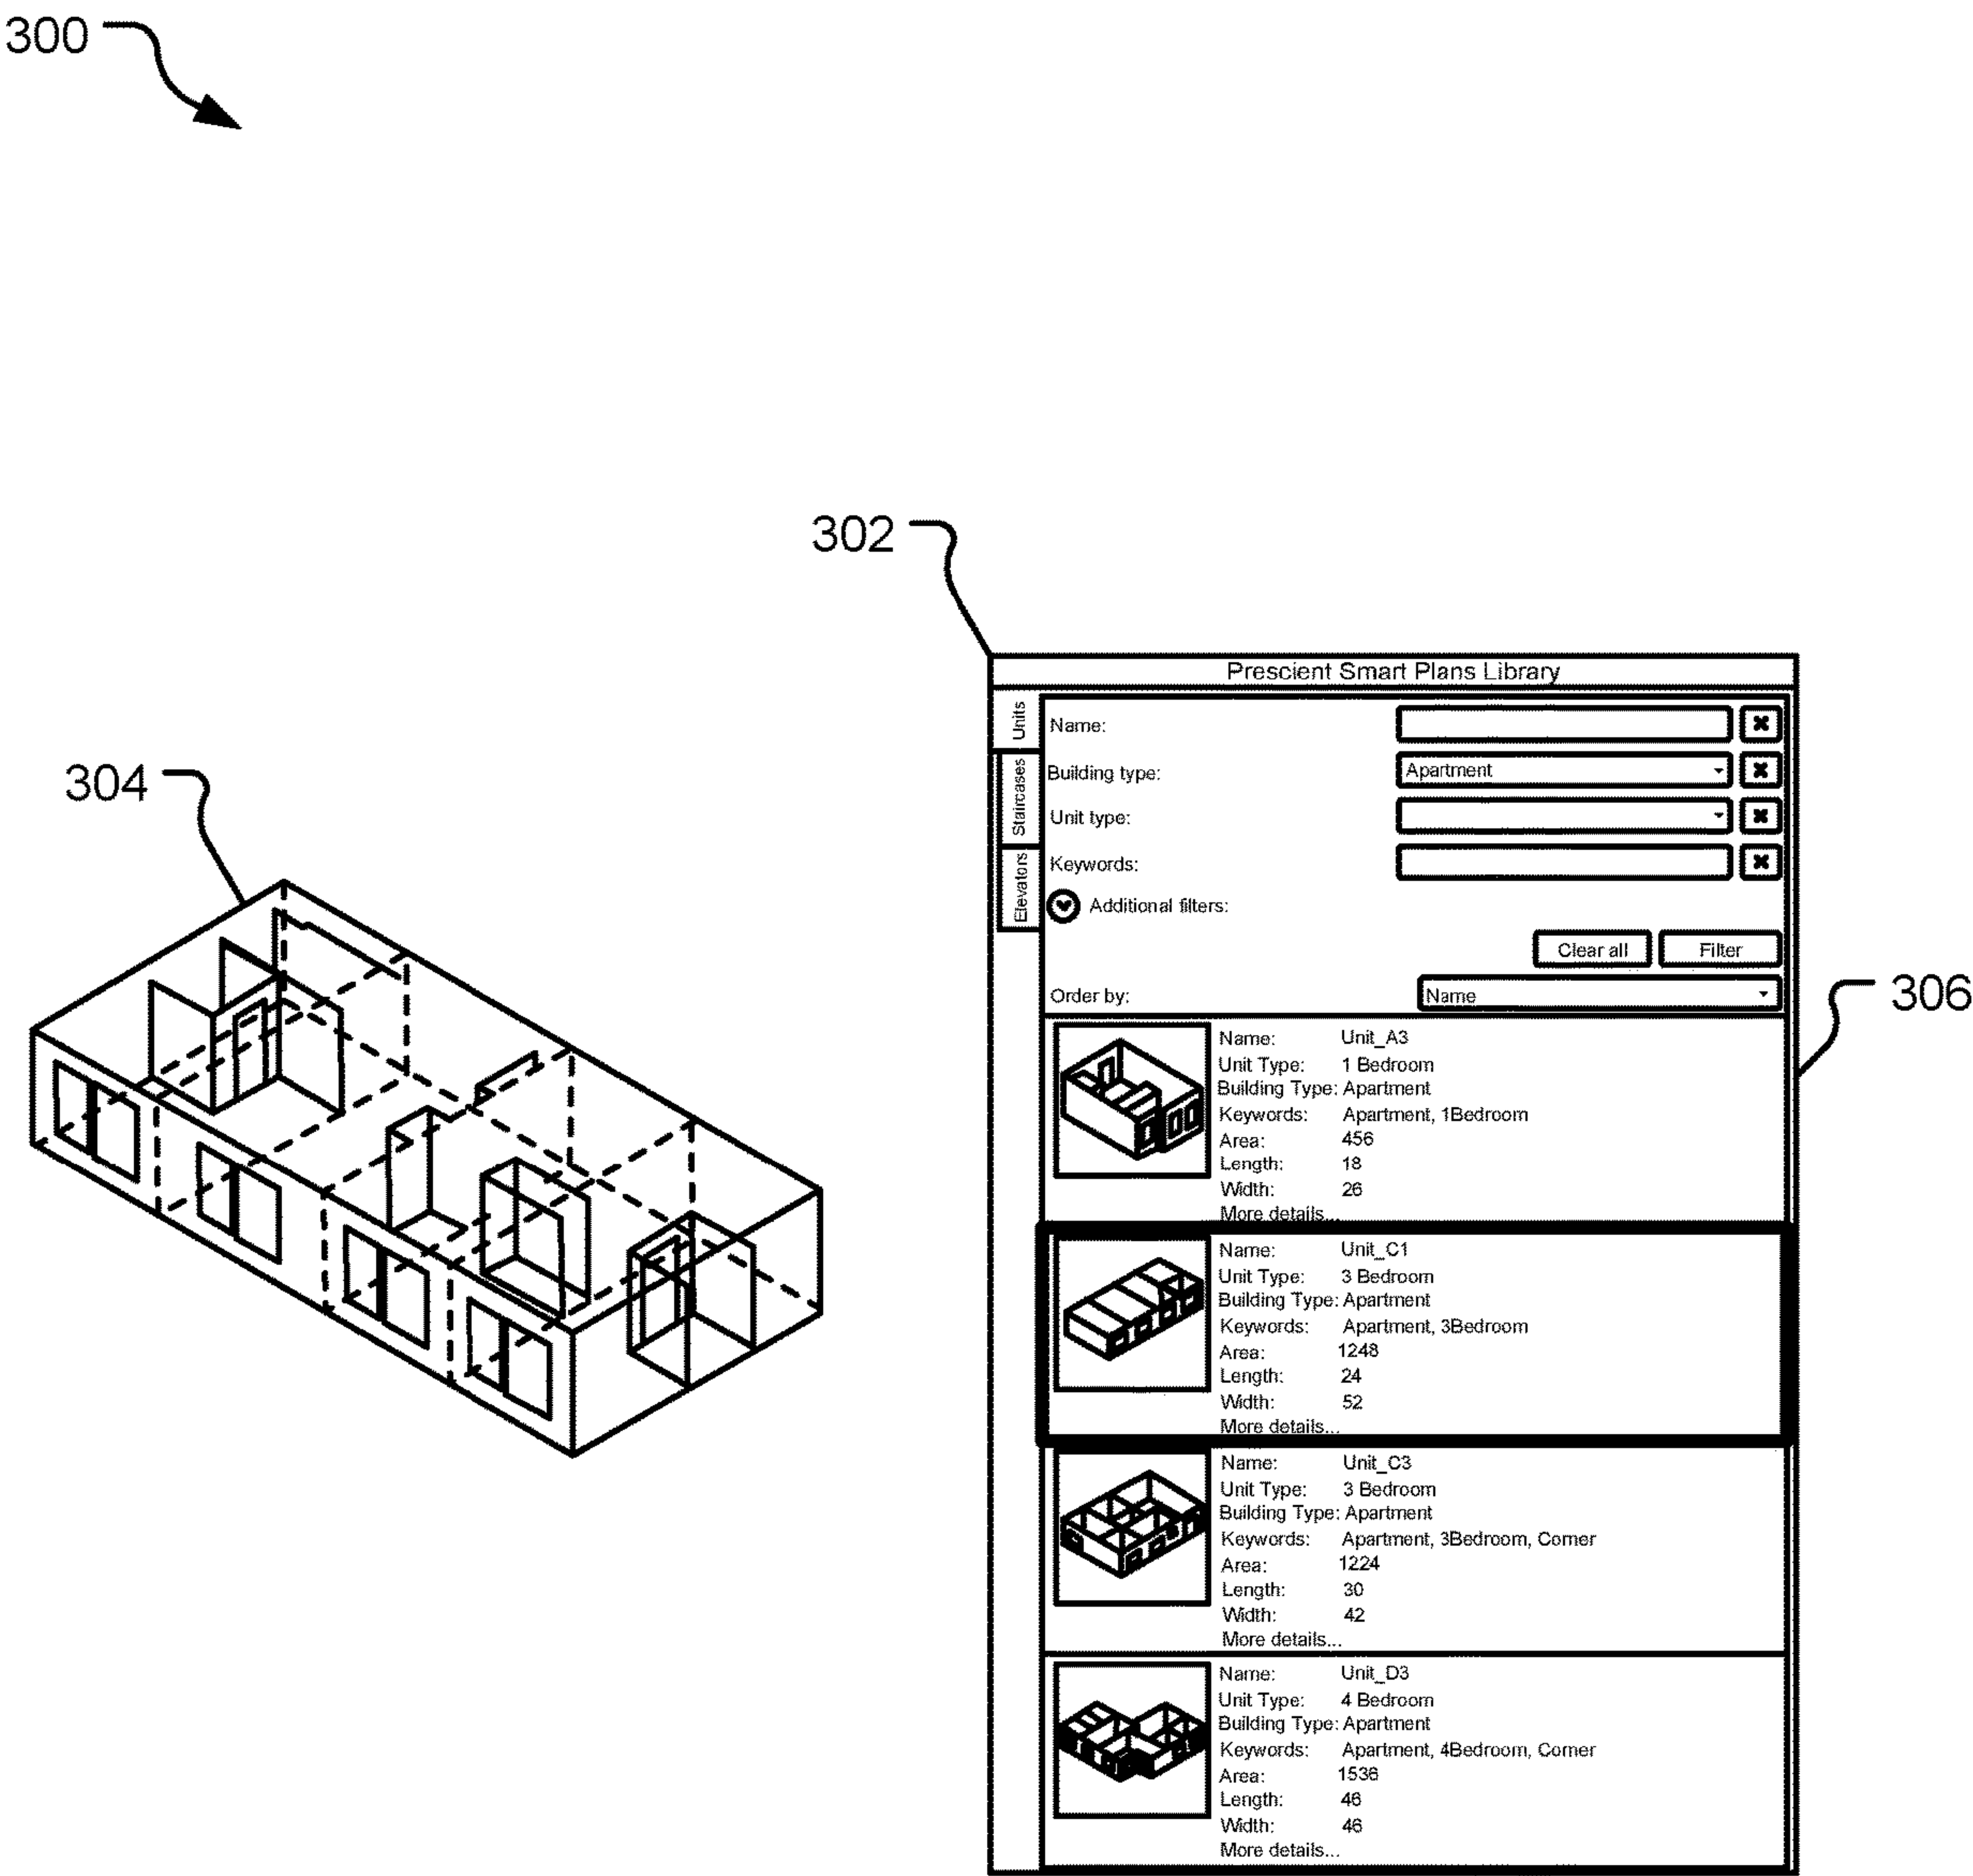 300
302
Prescient Smart Plans Library
Units
Staircases
Elevators
Name:
Building type: Apartment
Unit type:
Keywords:
Additional filters:
Clear all Filter
Order by: Name
304
306
Name: Unit_A3
Unit Type: 1 Bedroom
Building Type: Apartment
Keywords: Apartment, 1Bedroom
Area: 456
Length: 18
Width: 26
More details...
Name: Unit_C1
Unit Type: 3 Bedroom
Building Type: Apartment
Keywords: Apartment, 3Bedroom
Area: 1248
Length: 24
Width: 52
More details...
Name: Unit_C3
Unit Type: 3 Bedroom
Building Type: Apartment
Keywords: Apartment, 3Bedroom, Corner
Area: 1224
Length: 30
Width: 42
More details...
Name: Unit_D3
Unit Type: 4 Bedroom
Building Type: Apartment
Keywords: Apartment, 4Bedroom, Corner
Area: 1536
Length: 46
Width: 46
More details...